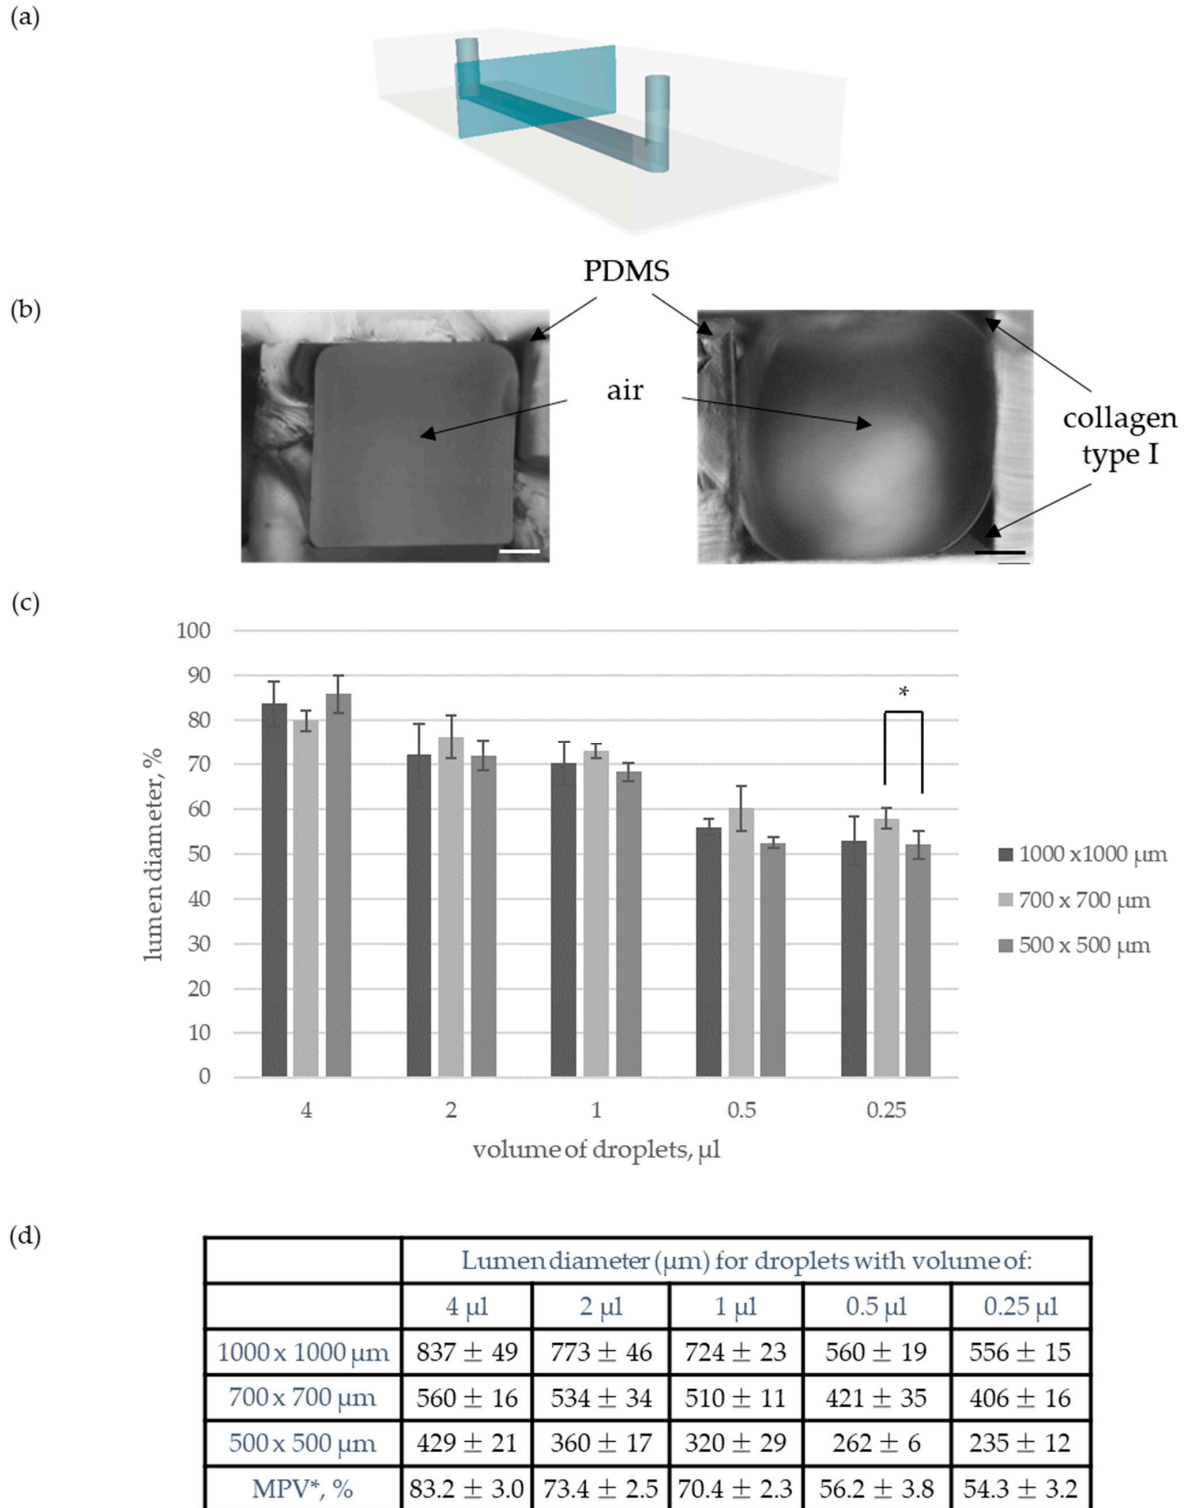 (a)
PDMS
(b)
air
collagen
type I
(c)
100
90
80
70
60
50
40
30
20
10
0
lumen diameter, %
*
4
2
1
0.5
0.25
volume of droplets, µl
1000 x1000 µm
700 x 700 µm
500 x 500 µm
(d)
Lumen diameter (µm) for droplets with volume of:
4 µl 2 µl 1 µl 0.5 µl 0.25 µl
1000 x 1000 µm 837 ± 49 773 ± 46 724 ± 23 560 ± 19 556 ± 15
700 x 700 µm 560 ± 16 534 ± 34 510 ± 11 421 ± 35 406 ± 16
500 x 500 µm 429 ± 21 360 ± 17 320 ± 29 262 ± 6 235 ± 12
MPV*, % 83.2 ± 3.0 73.4 ± 2.5 70.4 ± 2.3 56.2 ± 3.8 54.3 ± 3.2